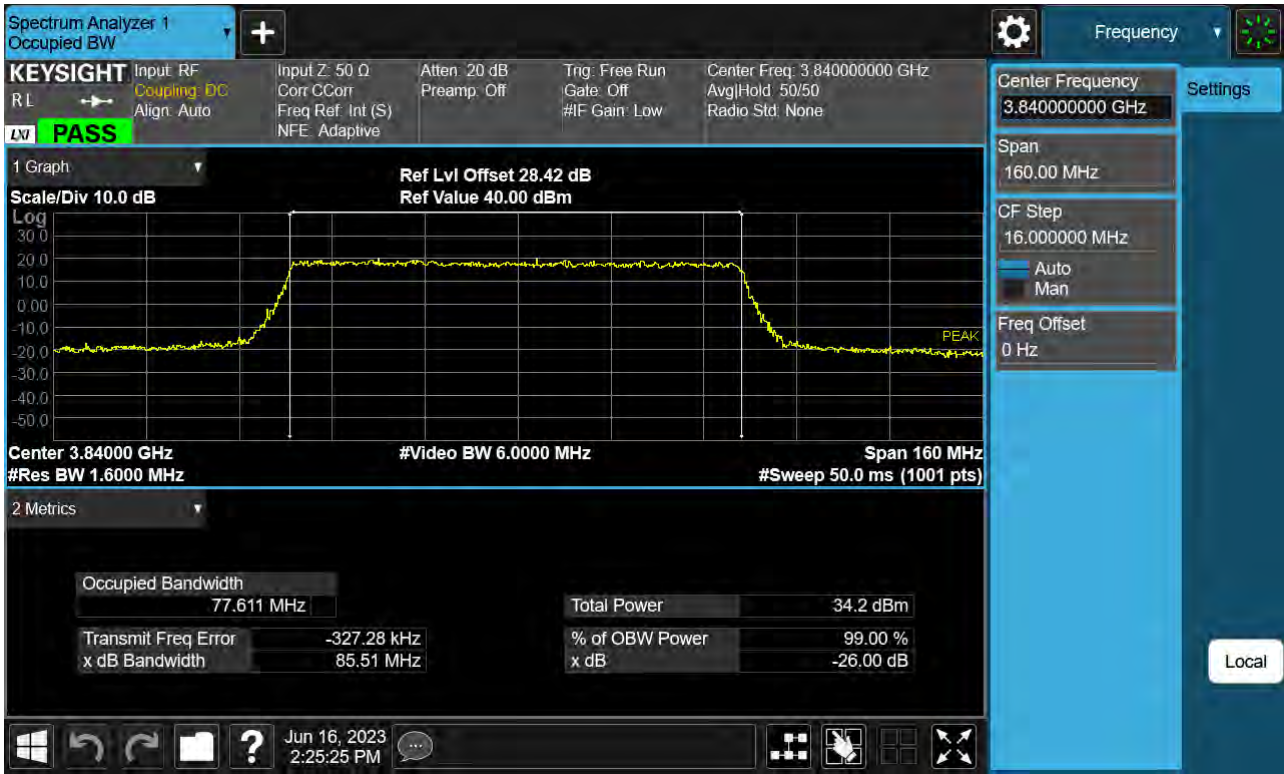 Spectrum Analyzer 1
Occupied BW
+
Frequency
KEYSIGHT
RL
LXI
PASS
Input: RF
Coupling: DC
Align: Auto
Input Z: 50 Ω
Corr CCorr
Freq Ref: Int (S)
NFE: Adaptive
Atten: 20 dB
Preamp: Off
Trig: Free Run
Gate: Off
#IF Gain: Low
Center Freq: 3.840000000 GHz
Avg|Hold: 50/50
Radio Std: None
Center Frequency
3.840000000 GHz
Settings
Span
160.00 MHz
CF Step
16.000000 MHz
Auto
Man
Freq Offset
0 Hz
Local
1 Graph
Scale/Div 10.0 dB
Ref Lvl Offset 28.42 dB
Ref Value 40.00 dBm
Log
30.0
20.0
10.0
0.00
-10.0
-20.0
-30.0
-40.0
-50.0
PEAK
Center 3.84000 GHz
#Video BW 6.0000 MHz
Span 160 MHz
#Res BW 1.6000 MHz
#Sweep 50.0 ms (1001 pts)
2 Metrics
Occupied Bandwidth
77.611 MHz
Total Power 34.2 dBm
Transmit Freq Error -327.28 kHz
% of OBW Power 99.00 %
x dB Bandwidth 85.51 MHz
x dB -26.00 dB
?
Jun 16, 2023
2:25:25 PM